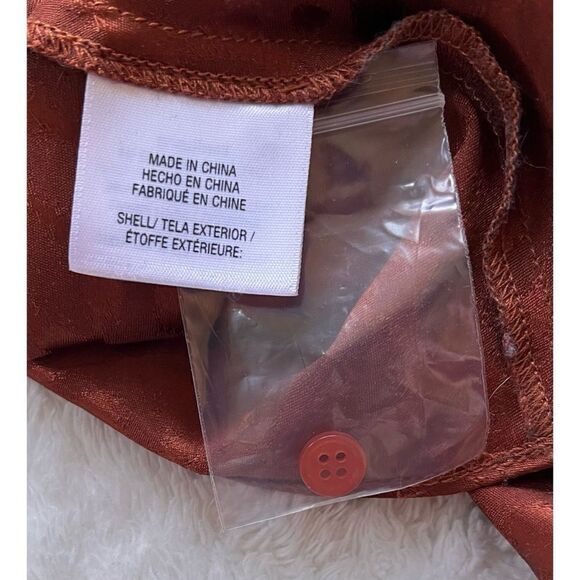 MADE IN CHINA
HECHO EN CHINA
FABRIQUÉ EN CHINE
SHELL/ TELA EXTERIOR /
ÉTOFFE EXTÉRIEURE: